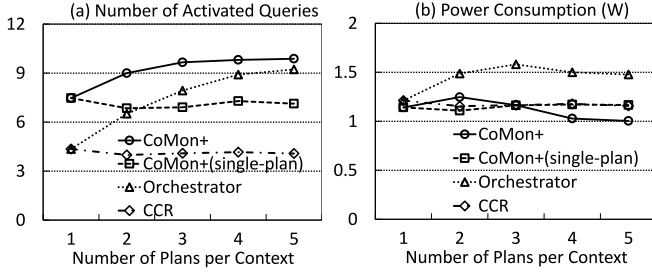 (a) Number of Activated Queries
12
9
6
3
0
CoMon+
CoMon+(single-plan)
Orchestrator
CCR
1 2 3 4 5
Number of Plans per Context
(b) Power Consumption (W)
2
1.5
1
0.5
0
CoMon+
CoMon+(single-plan)
Orchestrator
CCR
1 2 3 4 5
Number of Plans per Context